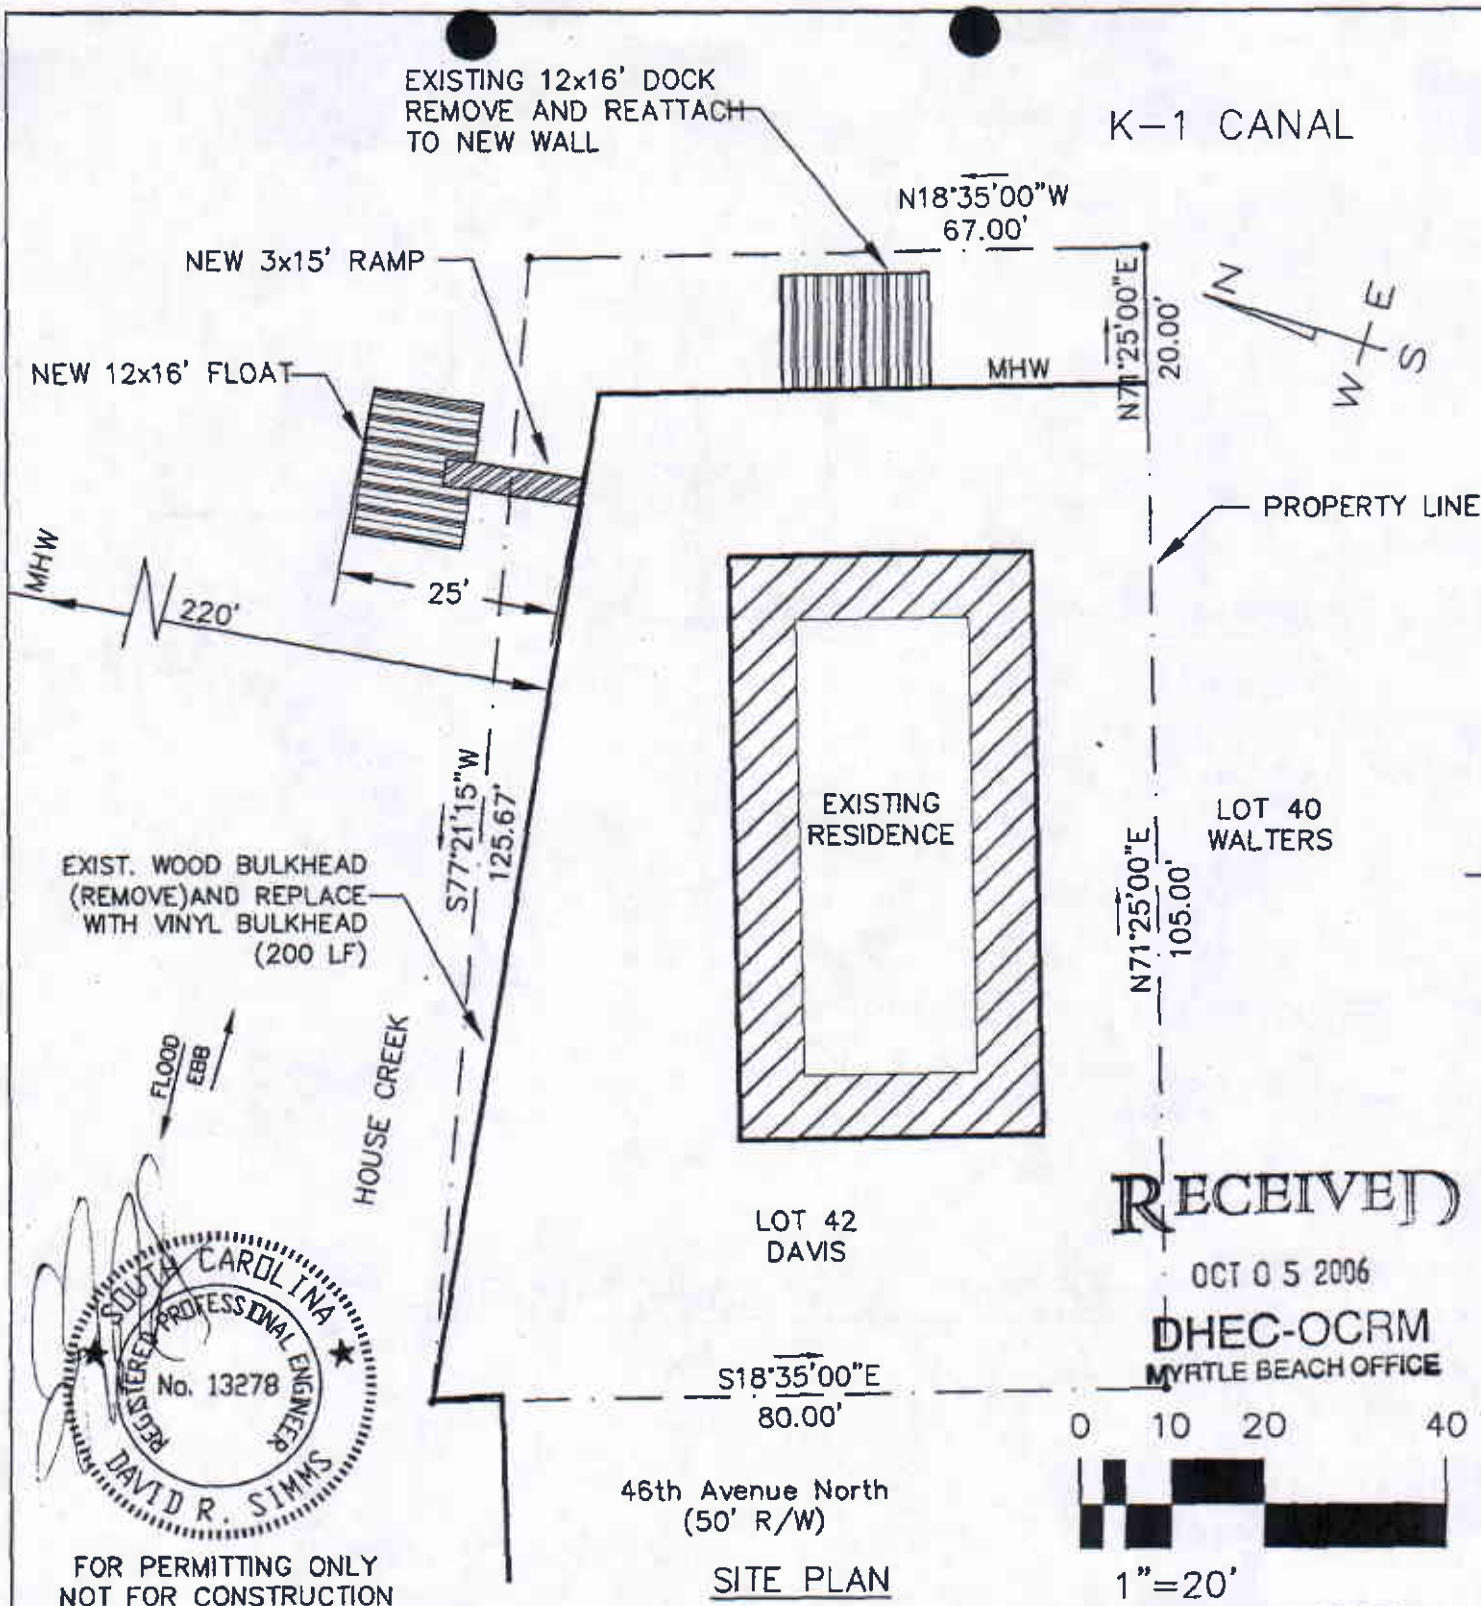 EXISTING 12x16' DOCK
REMOVE AND REATTACH
TO NEW WALL
K-1 CANAL
N18°35'00"W
67.00'
NEW 3x15' RAMP
N71°25'00"E
20.00'
N
E
W
S
MHW
NEW 12x16' FLOAT
PROPERTY LINE
MHW
220'
25'
S77°21'15"W
125.67'
EXISTING
RESIDENCE
LOT 40
WALTERS
N71°25'00"E
105.00'
EXIST. WOOD BULKHEAD
(REMOVE)AND REPLACE
WITH VINYL BULKHEAD
(200 LF)
FLOOD
EBB
HOUSE CREEK
LOT 42
DAVIS
RECEIVED
OCT 05 2006
DHEC-OCRM
MYRTLE BEACH OFFICE
SOUTH CAROLINA
REGISTERED PROFESSIONAL ENGINEER
No. 13278
DAVID R. SIMMS
S18°35'00"E
80.00'
0 10 20 40
46th Avenue North
(50' R/W)
FOR PERMITTING ONLY
NOT FOR CONSTRUCTION
SITE PLAN
1"=20'